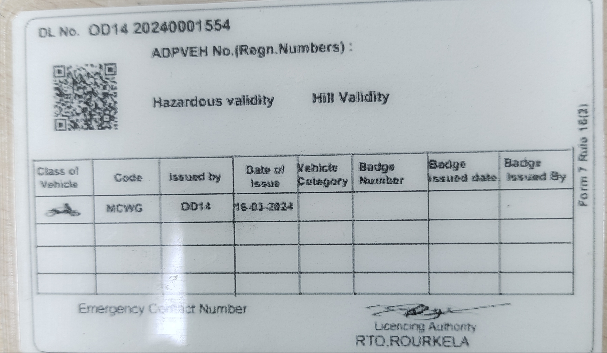 DL No. OD14 20240001554
ADPVEH No.(Regn.Numbers) :
Hazardous validity Hill Validity
Form 7 Rule 16(2)
Class of Vehicle Code Issued by Date of Issue Vehicle Category Badge Number Badge Issued date Badge Issued By
MCWG OD14 16-03-2024
Emergency Contact Number
Licencing Authority
RTO.ROURKELA